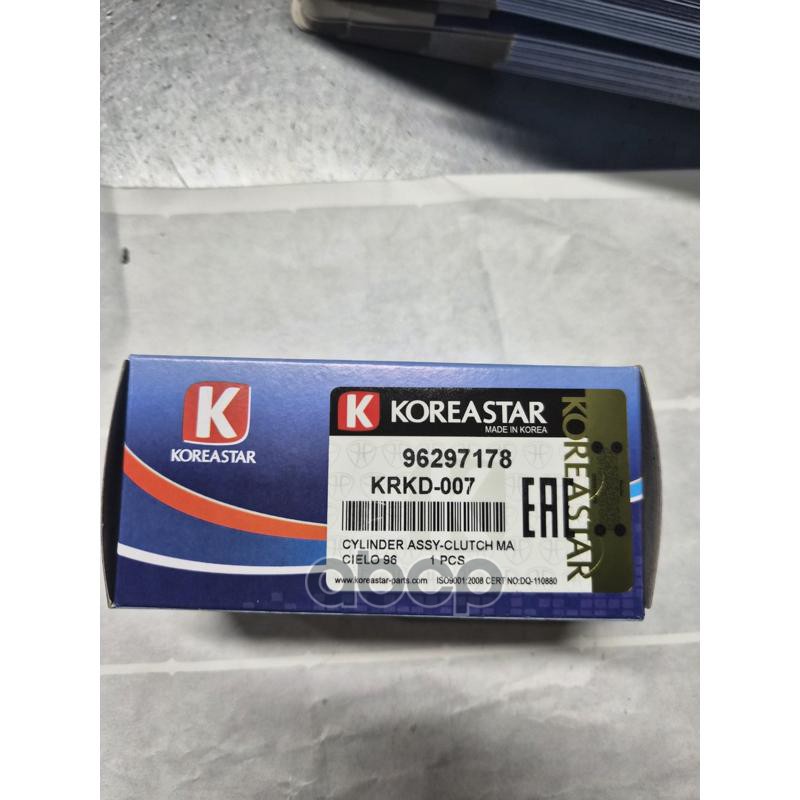 K
KOREASTAR
K KOREASTAR
MADE IN KOREA
96297178
KRKD-007
EAC
CYLINDER ASSY-CLUTCH MA
CIELO 96 1 PCS
www.koreastar-parts.com ISO9001:2008 CERT NO:DQ-110880
KOREASTAR
abcp